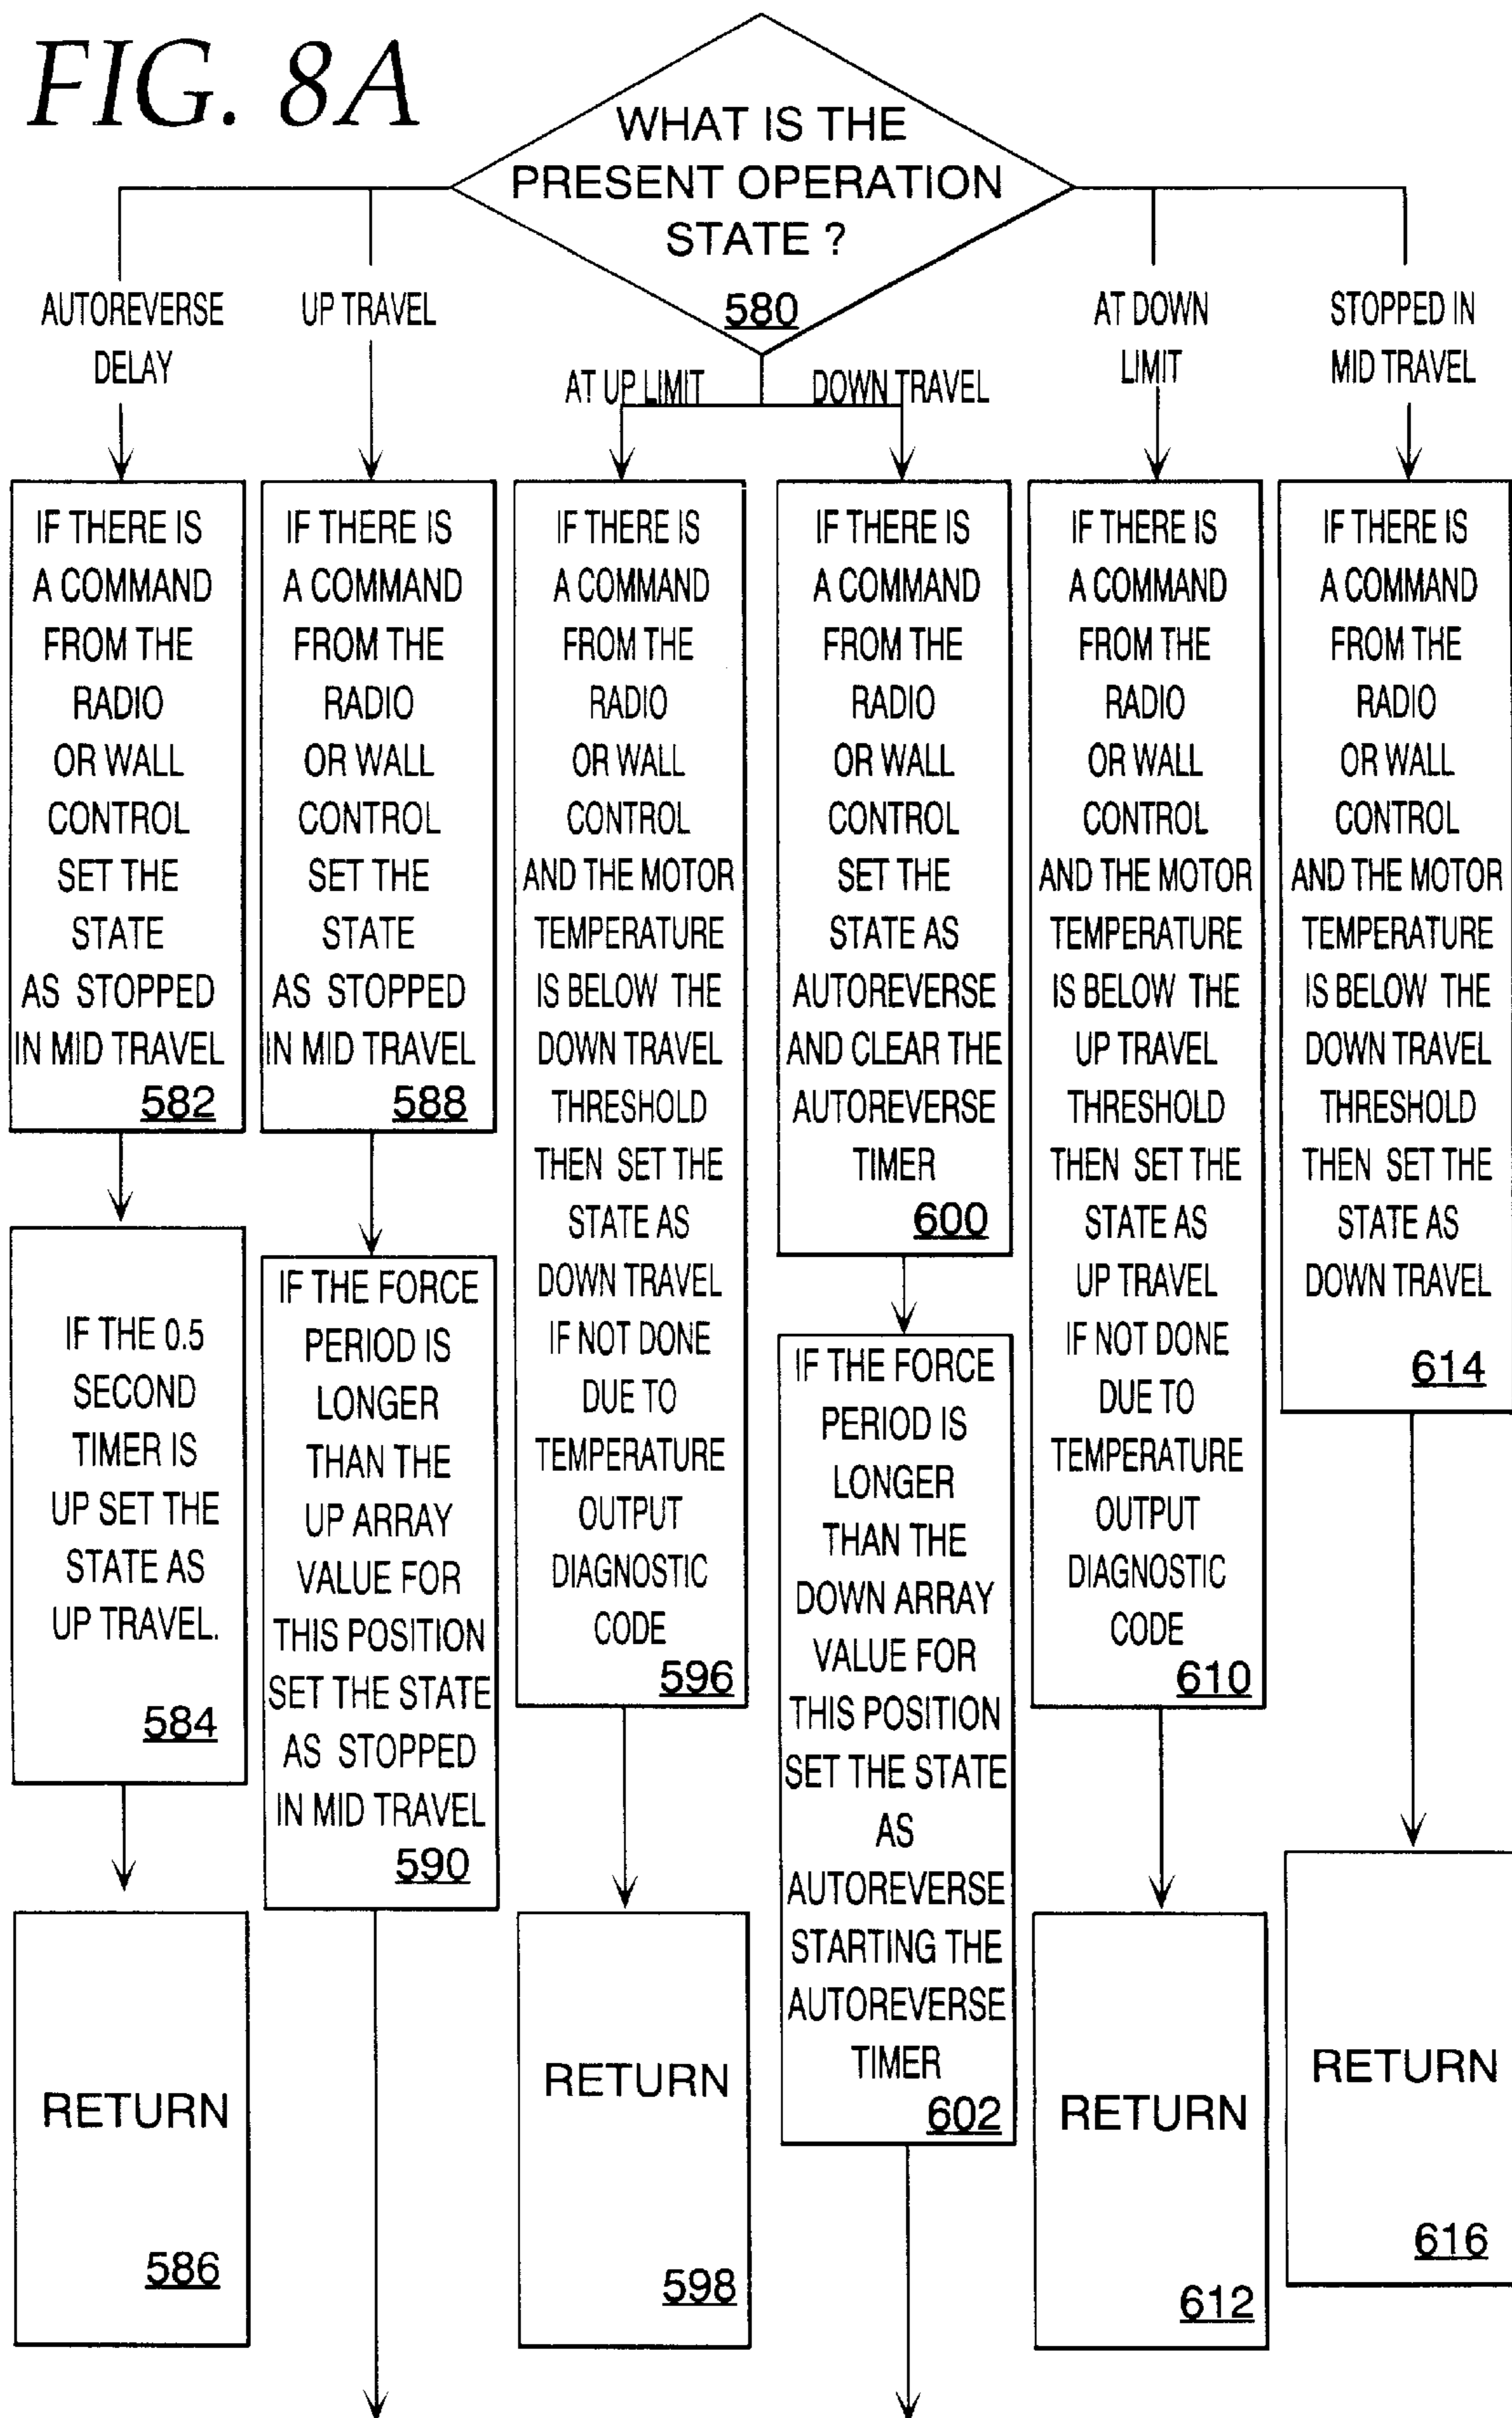 FIG. 8A
WHAT IS THE
PRESENT OPERATION
STATE ?
580
AUTOREVERSE
DELAY
UP TRAVEL
AT UP LIMIT
DOWN TRAVEL
AT DOWN
LIMIT
STOPPED IN
MID TRAVEL
IF THERE IS
A COMMAND
FROM THE
RADIO
OR WALL
CONTROL
SET THE
STATE
AS STOPPED
IN MID TRAVEL
582
IF THE 0.5
SECOND
TIMER IS
UP SET THE
STATE AS
UP TRAVEL.
584
RETURN
586
IF THERE IS
A COMMAND
FROM THE
RADIO
OR WALL
CONTROL
SET THE
STATE
AS STOPPED
IN MID TRAVEL
588
IF THE FORCE
PERIOD IS
LONGER
THAN THE
UP ARRAY
VALUE FOR
THIS POSITION
SET THE STATE
AS STOPPED
IN MID TRAVEL
590
IF THERE IS
A COMMAND
FROM THE
RADIO
OR WALL
CONTROL
AND THE MOTOR
TEMPERATURE
IS BELOW THE
DOWN TRAVEL
THRESHOLD
THEN SET THE
STATE AS
DOWN TRAVEL
IF NOT DONE
DUE TO
TEMPERATURE
OUTPUT
DIAGNOSTIC
CODE
596
RETURN
598
IF THERE IS
A COMMAND
FROM THE
RADIO
OR WALL
CONTROL
SET THE
STATE AS
AUTOREVERSE
AND CLEAR THE
AUTOREVERSE
TIMER
600
IF THE FORCE
PERIOD IS
LONGER
THAN THE
DOWN ARRAY
VALUE FOR
THIS POSITION
SET THE STATE
AS
AUTOREVERSE
STARTING THE
AUTOREVERSE
TIMER
602
IF THERE IS
A COMMAND
FROM THE
RADIO
OR WALL
CONTROL
AND THE MOTOR
TEMPERATURE
IS BELOW THE
UP TRAVEL
THRESHOLD
THEN SET THE
STATE AS
UP TRAVEL
IF NOT DONE
DUE TO
TEMPERATURE
OUTPUT
DIAGNOSTIC
CODE
610
RETURN
612
IF THERE IS
A COMMAND
FROM THE
RADIO
OR WALL
CONTROL
AND THE MOTOR
TEMPERATURE
IS BELOW THE
DOWN TRAVEL
THRESHOLD
THEN SET THE
STATE AS
DOWN TRAVEL
614
RETURN
616